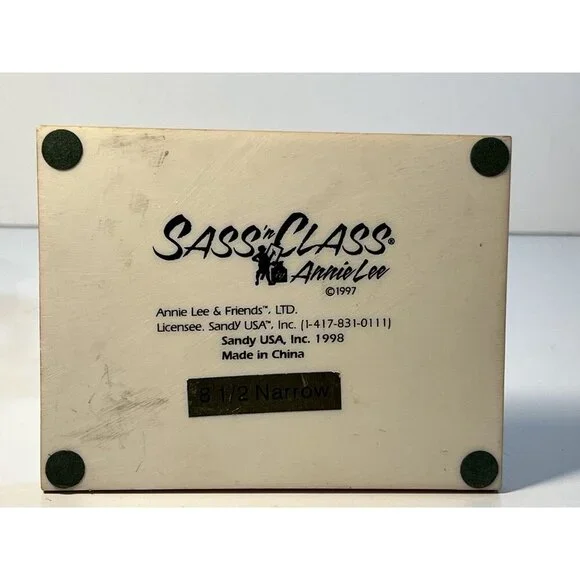 SASS 'n CLASS®
Annie Lee
©1997
Annie Lee & Friends™, LTD.
Licensee. Sandy USA™, Inc. (1-417-831-0111)
Sandy USA, Inc. 1998
Made in China
8 1/2 Narrow